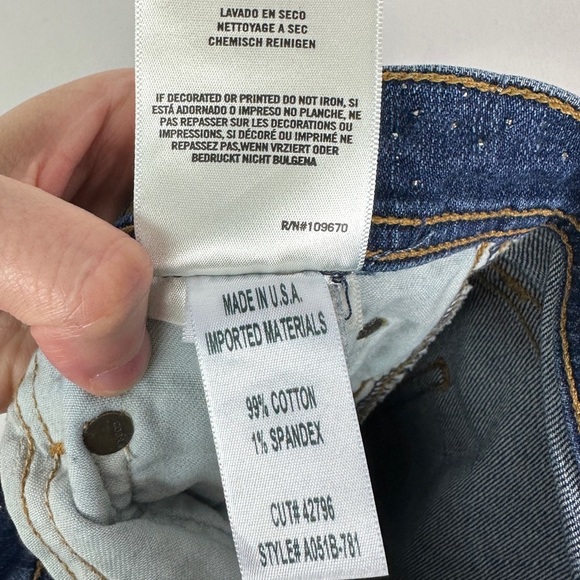 LAVADO EN SECO
NETTOYAGE A SEC
CHEMISCH REINIGEN
IF DECORATED OR PRINTED DO NOT IRON, SI
ESTÁ ADORNADO O IMPRESO NO PLANCHE, NE
PAS REPASSER SUR LES DECORATIONS OU
IMPRESSIONS, SI DÉCORÉ OU IMPRIMÉ NE
REPASSEZ PAS,WENN VRZIERT ODER
BEDRUCKT NICHT BULGENA
R/N#109670
MADE IN U.S.A.
IMPORTED MATERIALS
99% COTTON
1% SPANDEX
CUT# 42796
STYLE# A051B-781